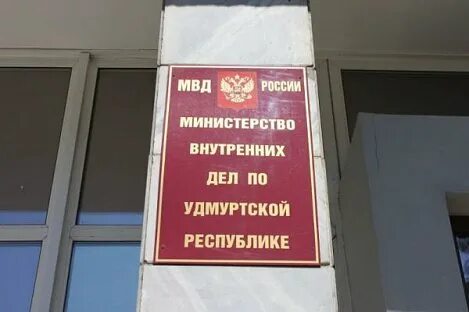 МВД РОССИИ
МИНИСТЕРСТВО
ВНУТРЕННИХ
ДЕЛ ПО
УДМУРТСКОЙ
РЕСПУБЛИКЕ